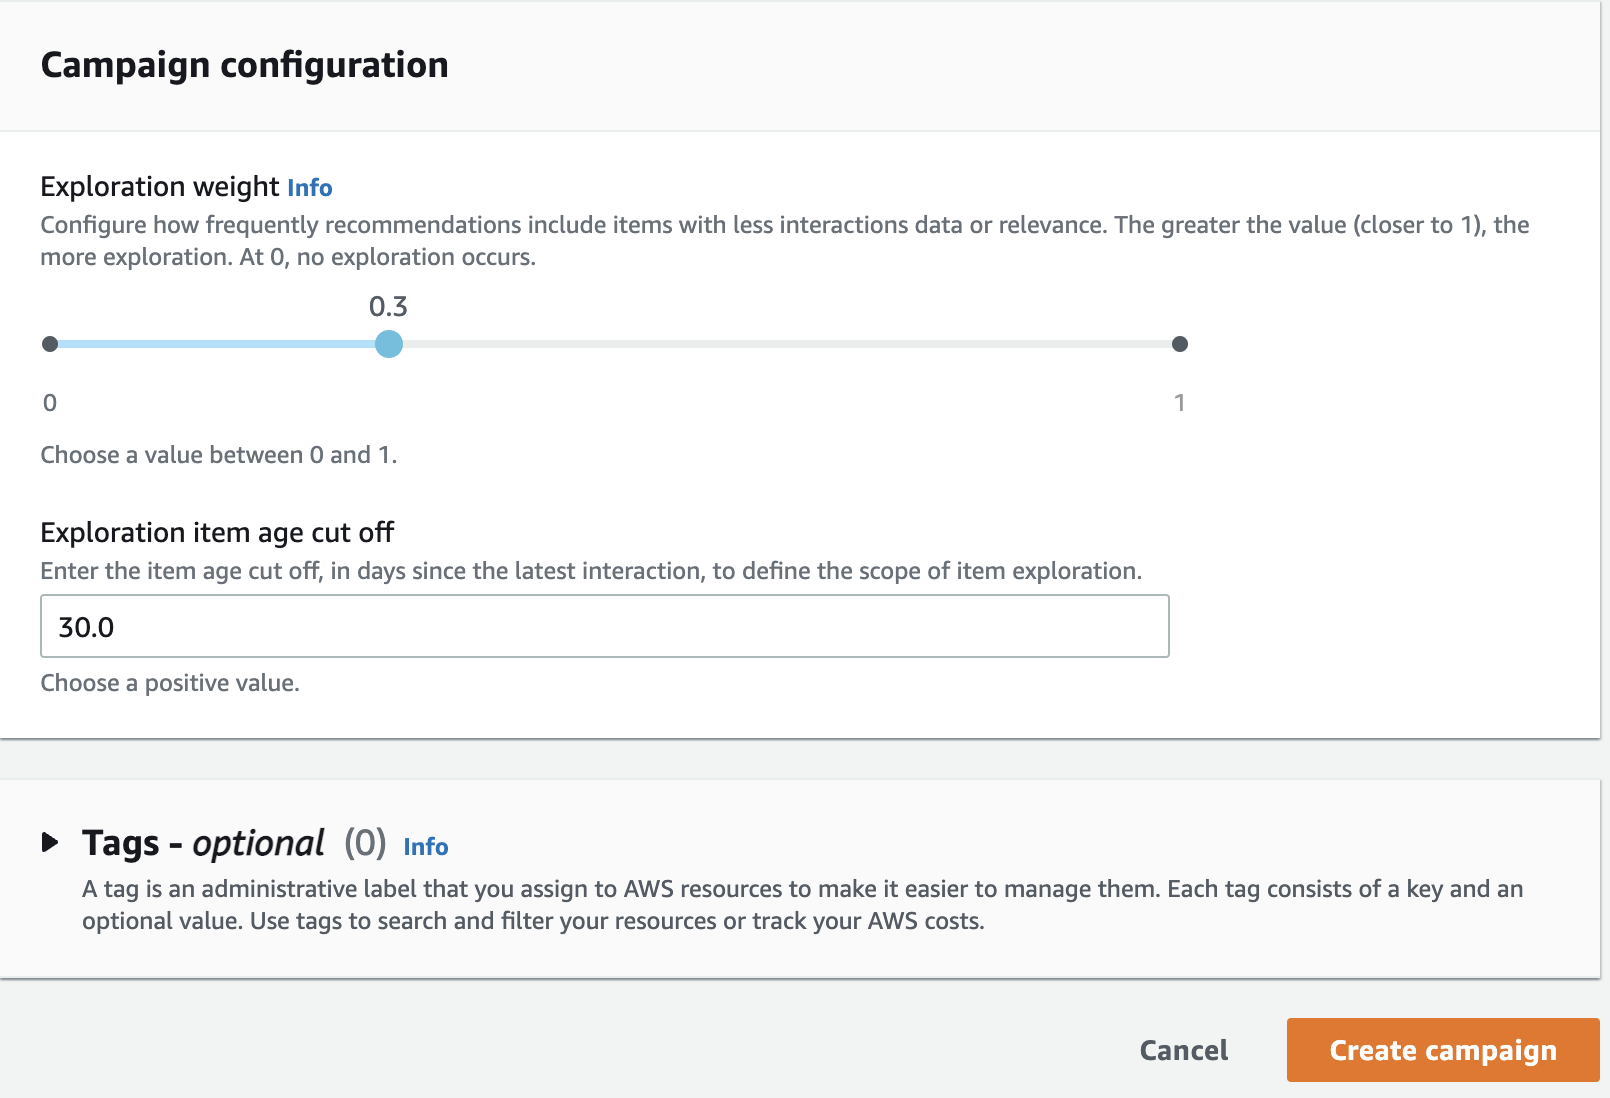 Campaign configuration
Exploration weight Info
Configure how frequently recommendations include items with less interactions data or relevance. The greater the value (closer to 1), the
more exploration. At 0, no exploration occurs.
0.3
0 1
Choose a value between 0 and 1.
Exploration item age cut off
Enter the item age cut off, in days since the latest interaction, to define the scope of item exploration.
30.0
Choose a positive value.
Tags - optional (0) Info
A tag is an administrative label that you assign to AWS resources to make it easier to manage them. Each tag consists of a key and an
optional value. Use tags to search and filter your resources or track your AWS costs.
Cancel Create campaign